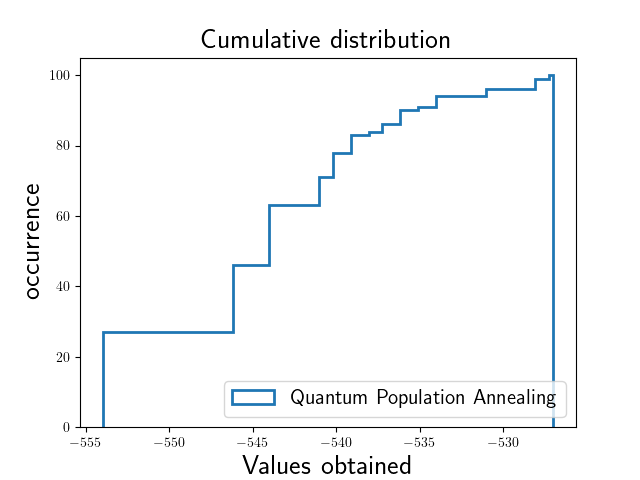 Cumulative distribution
occurrence
100
80
60
40
20
0
Quantum Population Annealing
−555 −550 −545 −540 −535 −530
Values obtained